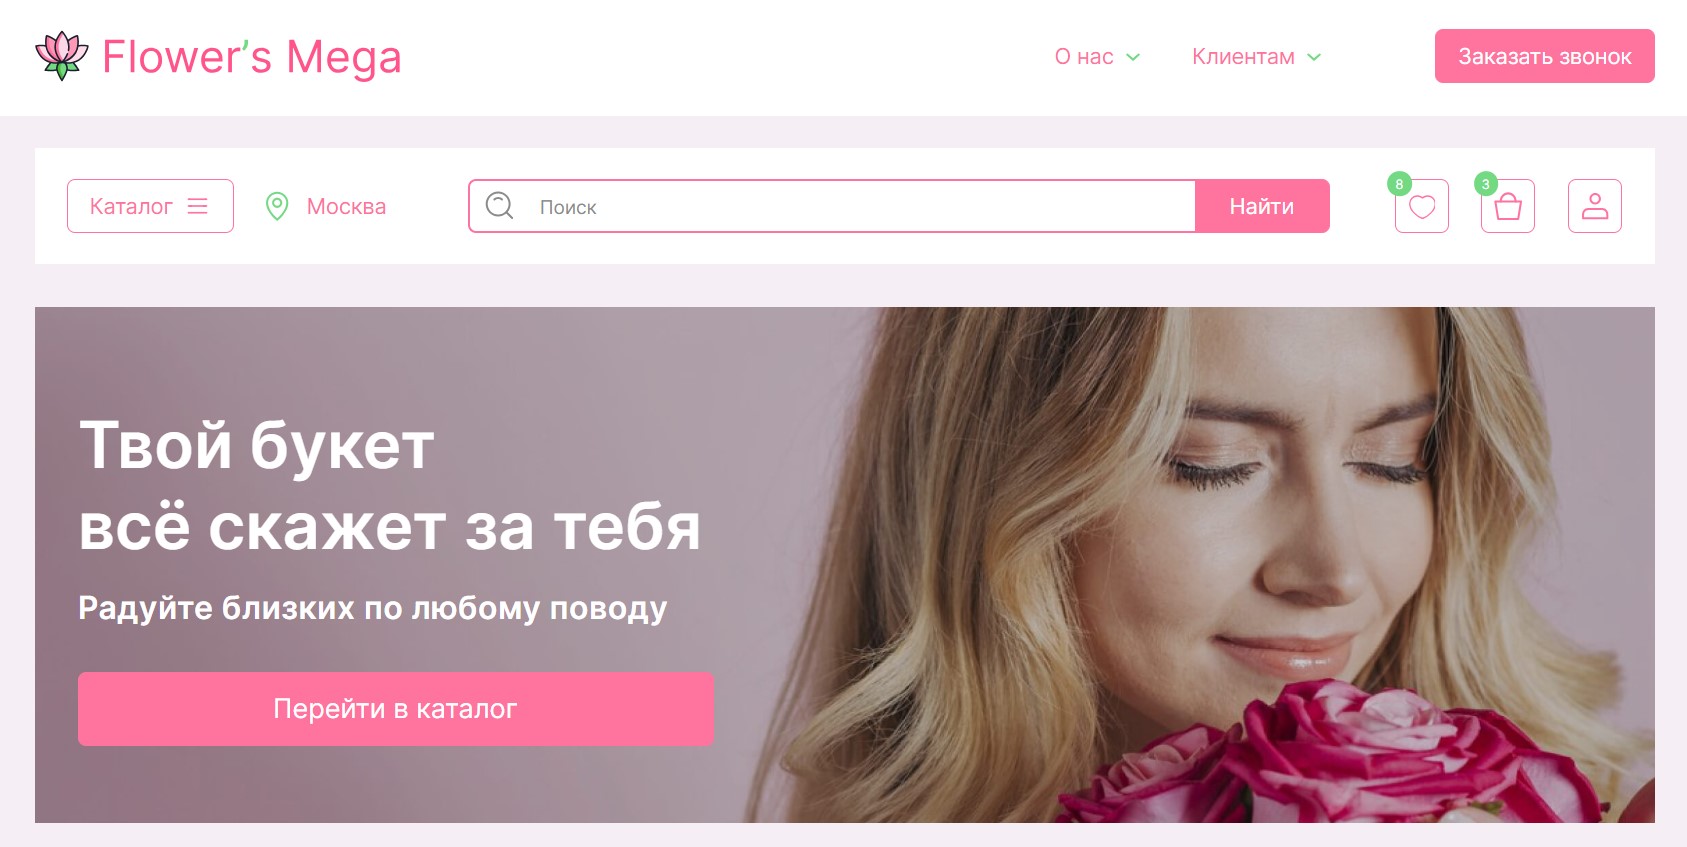 Flower’s Mega
О нас
Клиентам
Заказать звонок
Каталог
Москва
Поиск
Найти
8
3
Твой букет
всё скажет за тебя
Радуйте близких по любому поводу
Перейти в каталог